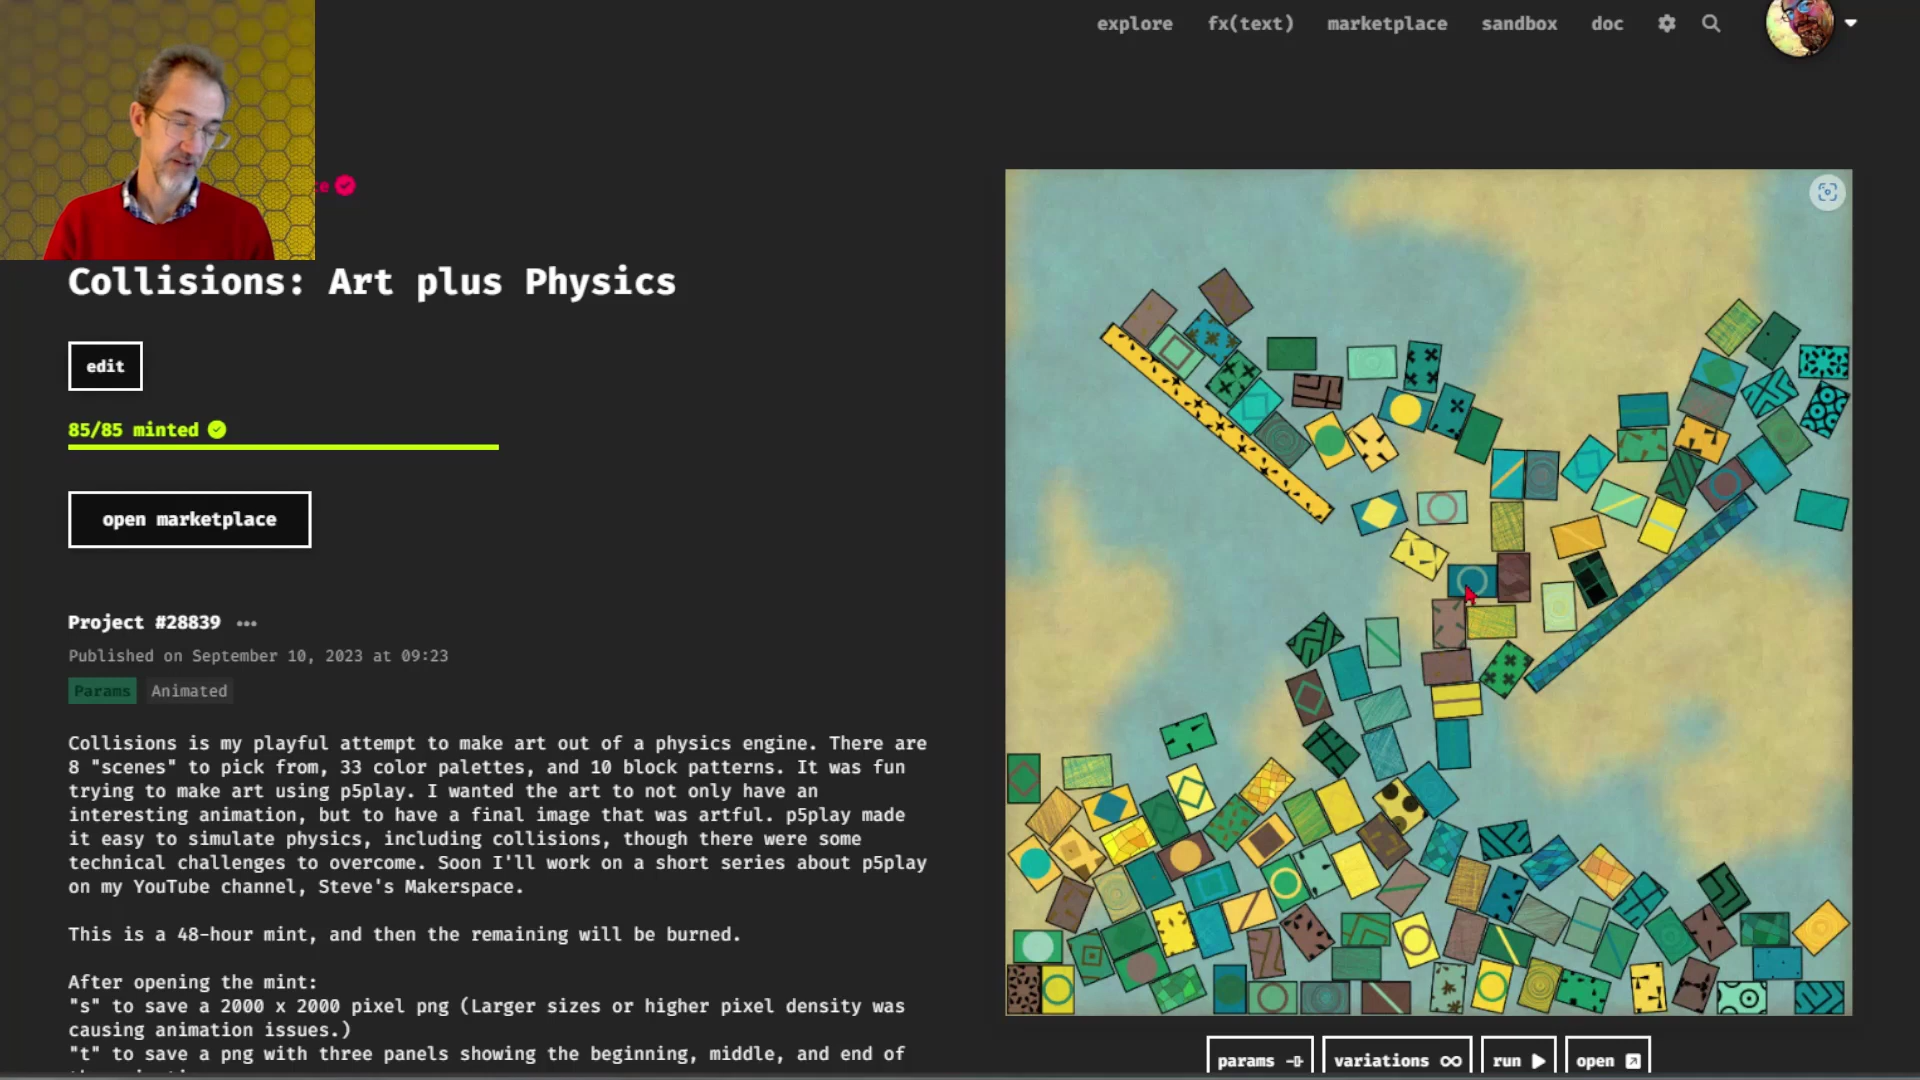 explore fx(text) marketplace sandbox doc
Collisions: Art plus Physics
edit
85/85 minted
open marketplace
Project #28839
Published on September 10, 2023 at 09:23
Params Animated
Collisions is my playful attempt to make art out of a physics engine. There are
8 "scenes" to pick from, 33 color palettes, and 10 block patterns. It was fun
trying to make art using p5play. I wanted the art to not only have an
interesting animation, but to have a final image that was artful. p5play made
it easy to simulate physics, including collisions, though there were some
technical challenges to overcome. Soon I'll work on a short series about p5play
on my YouTube channel, Steve's Makerspace.
This is a 48-hour mint, and then the remaining will be burned.
After opening the mint:
"s" to save a 2000 x 2000 pixel png (Larger sizes or higher pixel density was
causing animation issues.)
"t" to save a png with three panels showing the beginning, middle, and end of
params variations run open